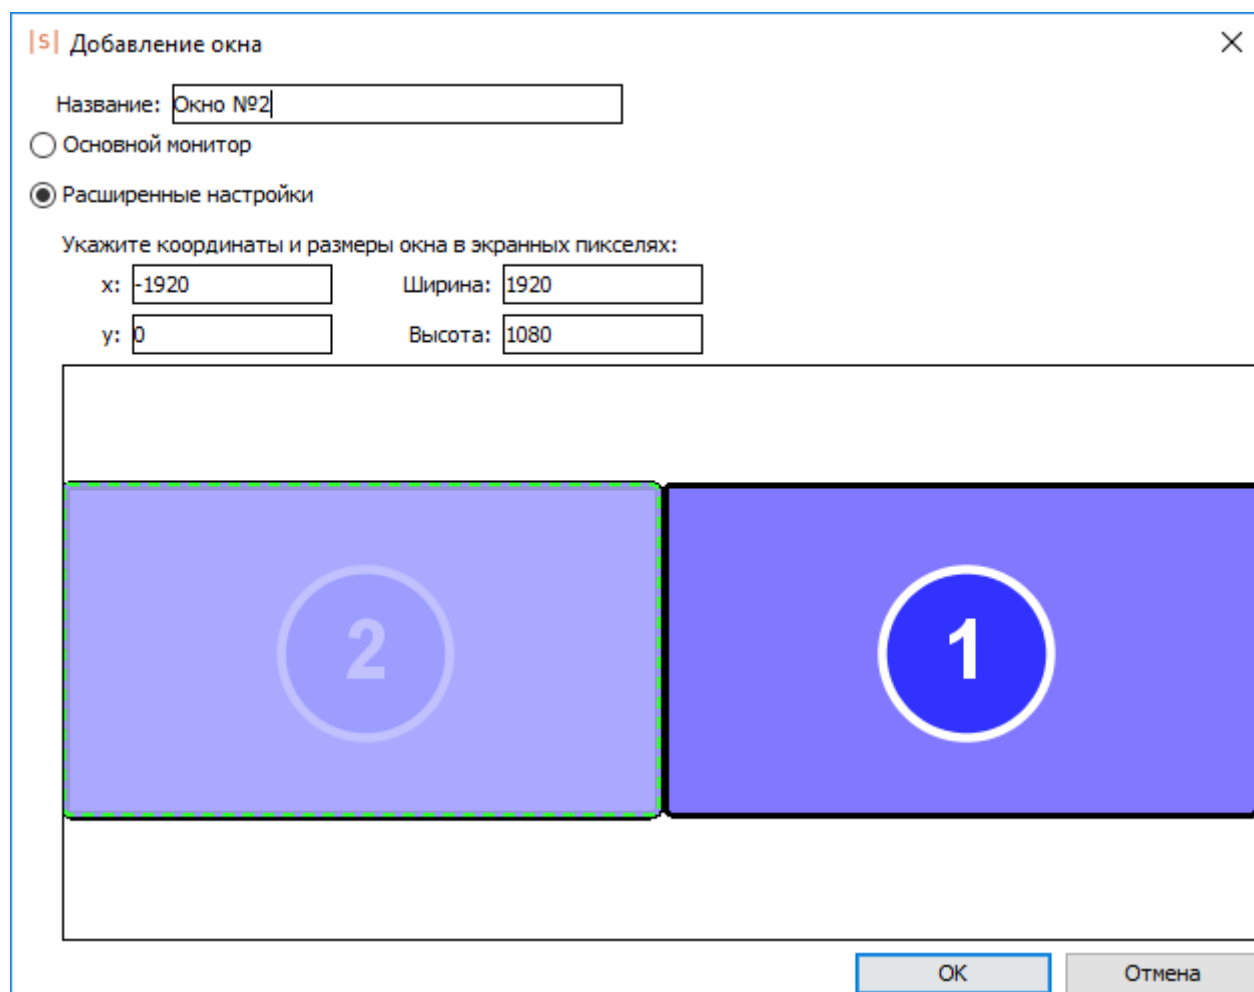 |S| Добавление окна
Название: Окно №2
Основной монитор
Расширенные настройки
Укажите координаты и размеры окна в экранных пикселях:
x: -1920 Ширина: 1920
y: 0 Высота: 1080
2 1
OK Отмена